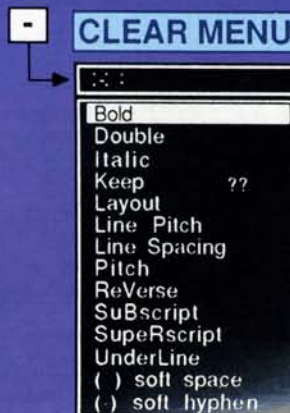 -
CLEAR MENU
Bold
Double
Italic
Keep ??
Layout
Line Pitch
Line Spacing
Pitch
ReVerse
SuBscript
SupeRscript
UnderLine
( ) soft space
(-) soft hyphen